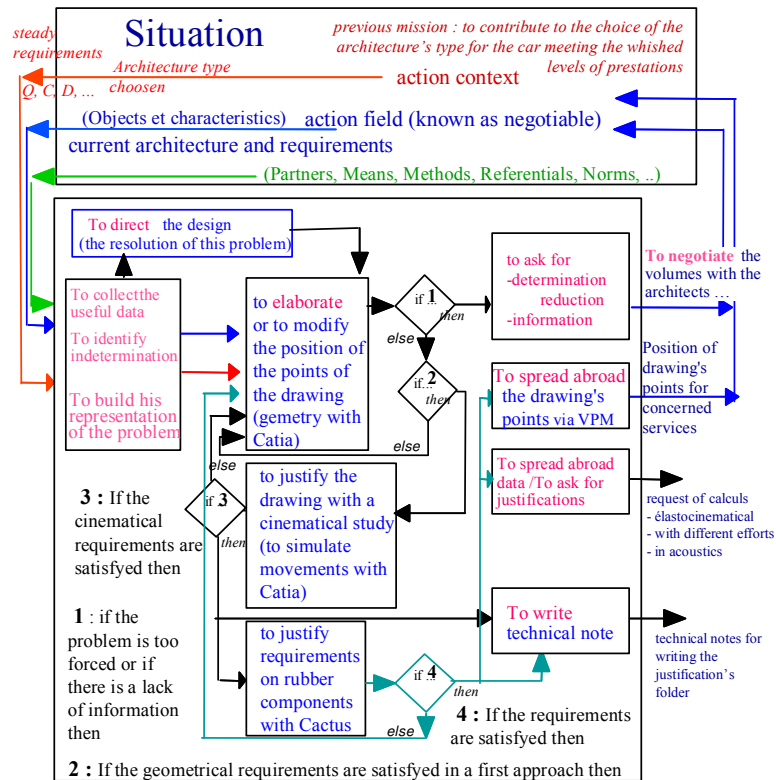 Situation
previous mission : to contribute to the choice of the
architecture's type for the car meeting the whished
levels of prestations
steady
requirements
Q, C, D, ...
Architecture type
choosen
action context
(Objects et characteristics)
action field (known as negotiable)
current architecture and requirements
(Partners, Means, Methods, Referentials, Norms, ..)
To direct the design
(the resolution of this problem)
To collectthe
useful data
To identify
indetermination
To build his
representation
of the problem
to elaborate
or to modify
the position of
the points of
the drawing
(gemetry with
Catia)
if 1
...
then
else
if 2
...
then
else
to ask for
-determination
reduction
-information
To negotiate the
volumes with the
architects ...
To spread abroad
the drawing's
points via VPM
Position of
drawing's
points for
concerned
services
else
if 3
...
then
to justify the
drawing with a
cinematical study
(to simulate
movements with
Catia)
To spread abroad
data /To ask for
justifications
request of calculs
- élastocinematical
- with different efforts
- in acoustics
3 : If the
cinematical
requirements are
satisfyed then
1 : if the
problem is too
forced or if
there is a lack
of information
then
to justify
requirements
on rubber
components
with Cactus
if 4
...
then
else
To write
technical note
technical notes for
writing the
justification's
folder
4 : If the requirements
are satisfyed then
2 : If the geometrical requirements are satisfyed in a first approach then